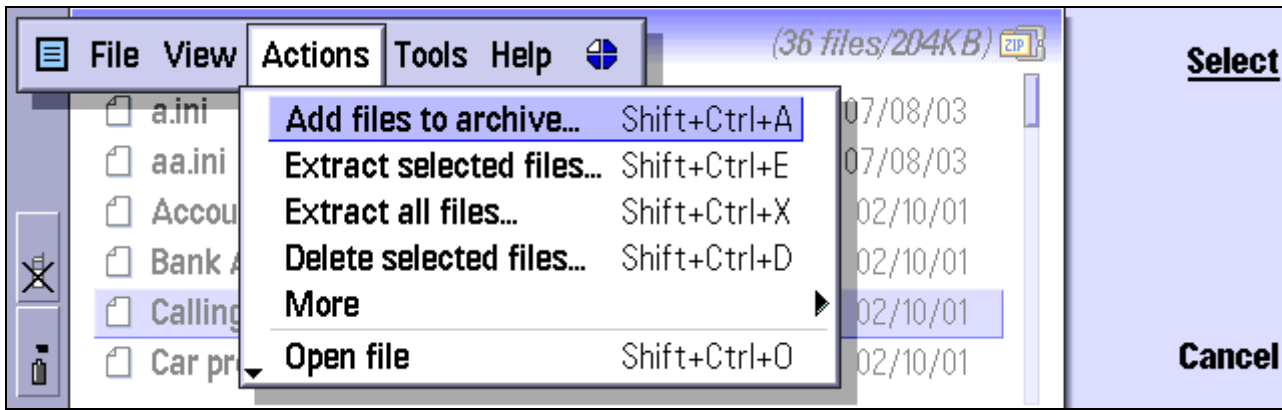 File View Actions Tools Help
(36 files/204KB) ZIP
Select
a.ini 07/08/03
Add files to archive... Shift+Ctrl+A
aa.ini 07/08/03
Extract selected files... Shift+Ctrl+E
Accou 02/10/01
Extract all files... Shift+Ctrl+X
Bank 02/10/01
Delete selected files... Shift+Ctrl+D
Calling 02/10/01
More
Car pr 02/10/01
Open file Shift+Ctrl+O
Cancel